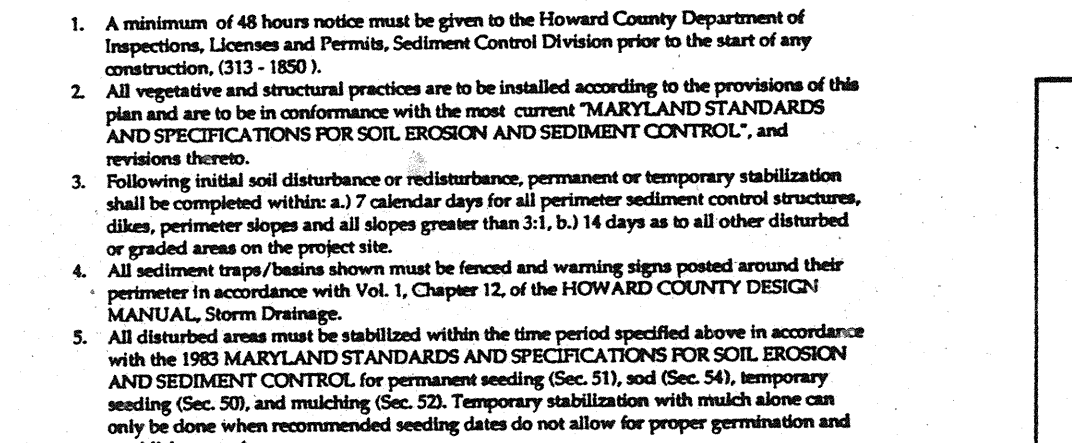 1. A minimum of 48 hours notice must be given to the Howard County Department of
Inspections, Licenses and Permits, Sediment Control Division prior to the start of any
construction, (313 - 1850 ).
2. All vegetative and structural practices are to be installed according to the provisions of this
plan and are to be in conformance with the most current "MARYLAND STANDARDS
AND SPECIFICATIONS FOR SOIL EROSION AND SEDIMENT CONTROL", and
revisions thereto.
3. Following initial soil disturbance or redisturbance, permanent or temporary stabilization
shall be completed within: a.) 7 calendar days for all perimeter sediment control structures,
dikes, perimeter slopes and all slopes greater than 3:1, b.) 14 days as to all other disturbed
or graded areas on the project site.
4. All sediment traps/basins shown must be fenced and warning signs posted around their
perimeter in accordance with Vol. 1, Chapter 12, of the HOWARD COUNTY DESIGN
MANUAL, Storm Drainage.
5. All disturbed areas must be stabilized within the time period specified above in accordance
with the 1983 MARYLAND STANDARDS AND SPECIFICATIONS FOR SOIL EROSION
AND SEDIMENT CONTROL for permanent seeding (Sec. 51), sod (Sec. 54), temporary
seeding (Sec. 50), and mulching (Sec. 52). Temporary stabilization with mulch alone can
only be done when recommended seeding dates do not allow for proper germination and